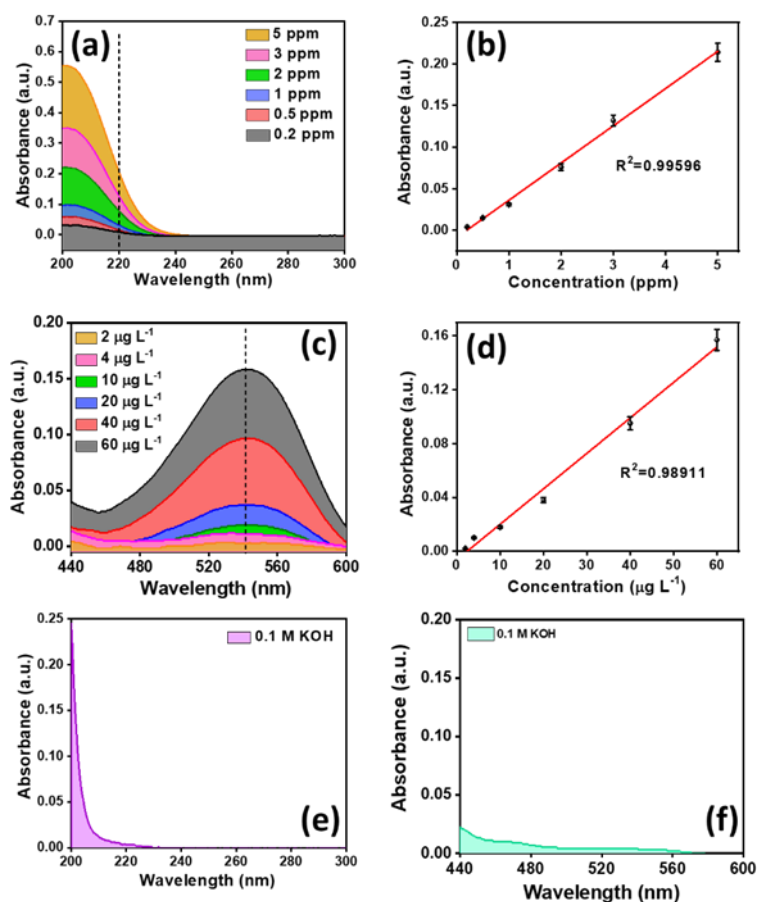 (a)
5 ppm
3 ppm
2 ppm
1 ppm
0.5 ppm
0.2 ppm
0.7
0.6
0.5
0.4
0.3
0.2
0.1
0.0
Absorbance (a.u.)
200 220 240 260 280 300
Wavelength (nm)
(b)
0.25
0.20
0.15
0.10
0.05
0.00
Absorbance (a.u.)
R²=0.99596
0 1 2 3 4 5
Concentration (ppm)
(c)
2 µg L⁻¹
4 µg L⁻¹
10 µg L⁻¹
20 µg L⁻¹
40 µg L⁻¹
60 µg L⁻¹
0.20
0.15
0.10
0.05
0.00
Absorbance (a.u.)
440 480 520 560 600
Wavelength (nm)
(d)
0.16
0.12
0.08
0.04
0.00
Absorbance (a.u.)
R²=0.98911
0 10 20 30 40 50 60
Concentration (µg L⁻¹)
0.1 M KOH
0.25
0.20
0.15
0.10
0.05
0.00
Absorbance (a.u.)
(e)
200 220 240 260 280 300
Wavelength (nm)
0.1 M KOH
0.20
0.15
0.10
0.05
0.00
Absorbance (a.u.)
(f)
440 480 520 560 600
Wavelength (nm)